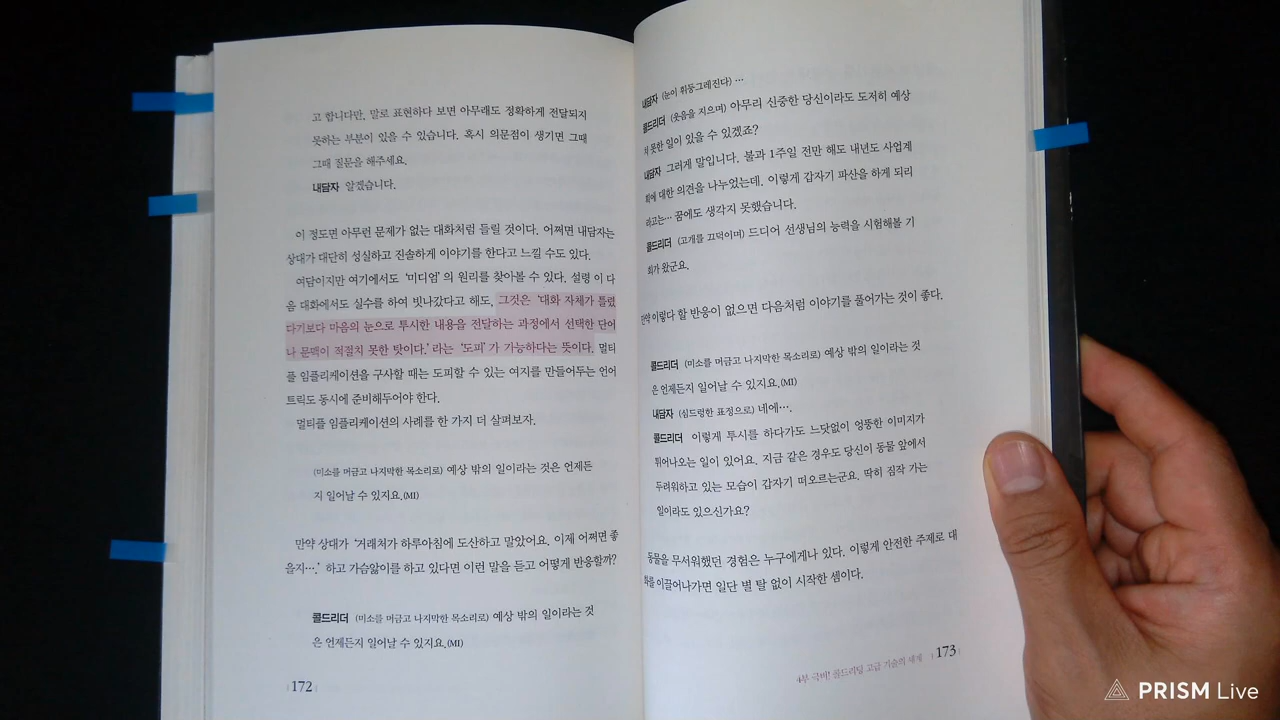 고 합니다만, 말로 표현하다 보면 아무래도 정확하게 전달되지
못하는 부분이 있을 수 있습니다. 혹시 의문점이 생기면 그때
그때 질문을 해주세요.
내담자 알겠습니다.
이 정도면 아무런 문제가 없는 대화처럼 들릴 것이다. 어쩌면 내담자는
상대가 대단히 성실하고 진솔하게 이야기를 한다고 느낄 수도 있다.
여담이지만 여기에서도 '미디엄'의 원리를 찾아볼 수 있다. 설령 이 다
음 대화에서도 실수를 하여 빗나갔다고 해도, 그것은 '대화 자체가 틀렸
다기보다 마음의 눈으로 투시한 내용을 전달하는 과정에서 선택한 단어
나 문맥이 적절치 못한 탓이다.' 라는 '도피' 가 가능하다는 뜻이다. 멀티
플 임플리케이션을 구사할 때는 도피할 수 있는 여지를 만들어두는 언어
트릭도 동시에 준비해두어야 한다.
멀티플 임플리케이션의 사례를 한 가지 더 살펴보자.
(미소를 머금고 나지막한 목소리로) 예상 밖의 일이라는 것은 언제든
지 일어날 수 있지요.(MI)
만약 상대가 '거래처가 하루아침에 도산하고 말았어요. 이제 어쩌면 좋
을지….' 하고 가슴앓이를 하고 있다면 이런 말을 듣고 어떻게 반응할까?
콜드리더 (미소를 머금고 나지막한 목소리로) 예상 밖의 일이라는 것
은 언제든지 일어날 수 있지요.(MI)
172
내담자 (눈이 휘둥그레진다) …
콜드리더 (웃음을 지으며) 아무리 신중한 당신이라도 도저히 예상
치 못한 일이 있을 수 있겠죠?
내담자 그러게 말입니다. 불과 1주일 전만 해도 내년도 사업계
획에 대한 의견을 나누었는데. 이렇게 갑자기 파산을 하게 되리
라고는… 꿈에도 생각지 못했습니다.
콜드리더 (고개를 끄덕이며) 드디어 선생님의 능력을 시험해볼 기
회가 왔군요.
만약 이렇다 할 반응이 없으면 다음처럼 이야기를 풀어가는 것이 좋다.
콜드리더 (미소를 머금고 나지막한 목소리로) 예상 밖의 일이라는 것
은 언제든지 일어날 수 있지요.(MI)
내담자 (심드렁한 표정으로) 네에….
콜드리더 이렇게 투시를 하다가도 느닷없이 엉뚱한 이미지가
튀어나오는 일이 있어요. 지금 같은 경우도 당신이 동물 앞에서
두려워하고 있는 모습이 갑자기 떠오르는군요. 딱히 짐작 가는
일이라도 있으신가요?
동물을 무서워했던 경험은 누구에게나 있다. 이렇게 안전한 주제로 대
화를 이끌어나가면 일단 별 탈 없이 시작한 셈이다.
4부 극비! 콜드리딩 고급 기술의 세계 173
PRISM Live